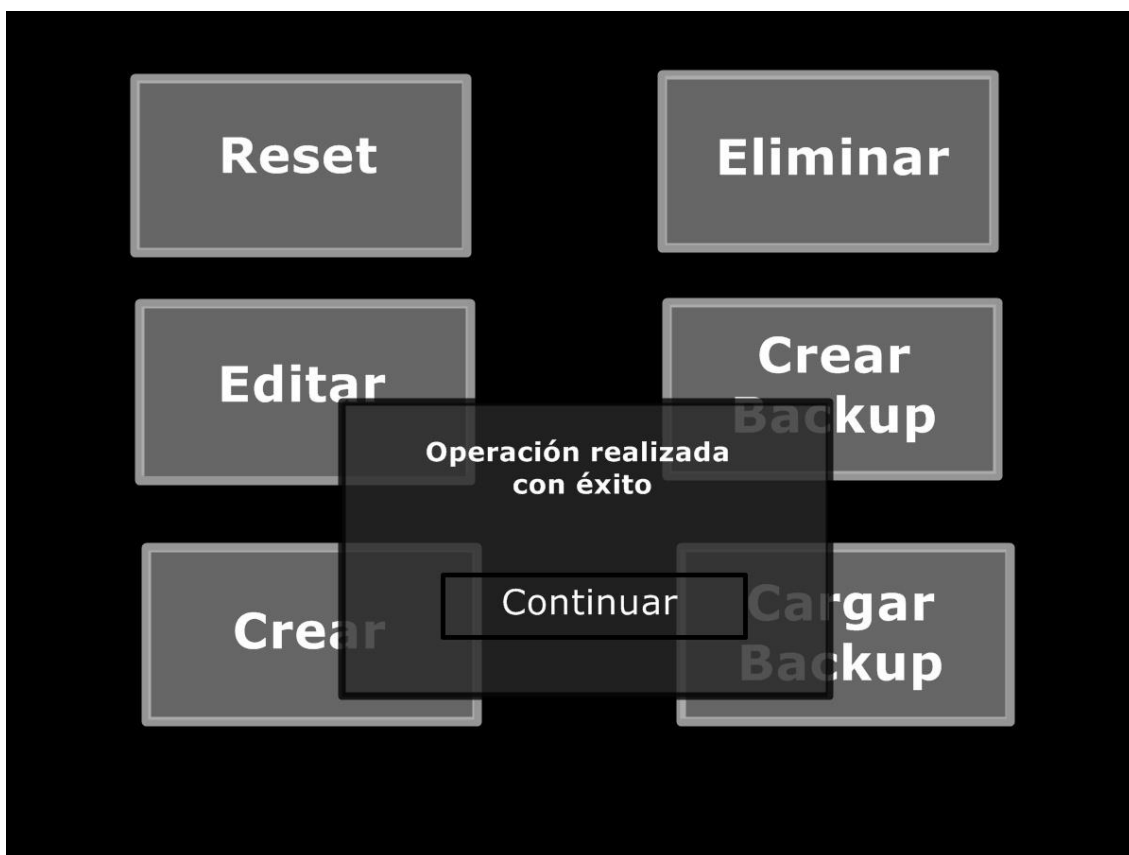 Reset
Eliminar
Editar
Crear
Backup
Operación realizada
con éxito
Continuar
Crear
Cargar
Backup